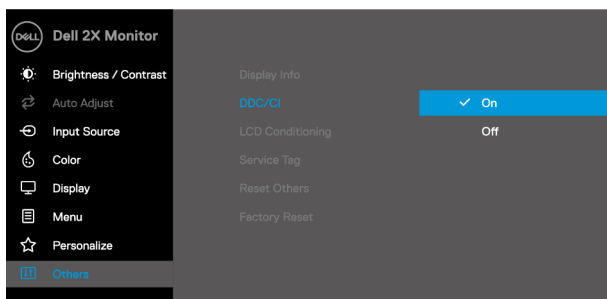 DELL Dell 2X Monitor
Brightness / Contrast
Auto Adjust
Input Source
Color
Display
Menu
Personalize
Others
Display Info
DDC/CI
LCD Conditioning
Service Tag
Reset Others
Factory Reset
On
Off